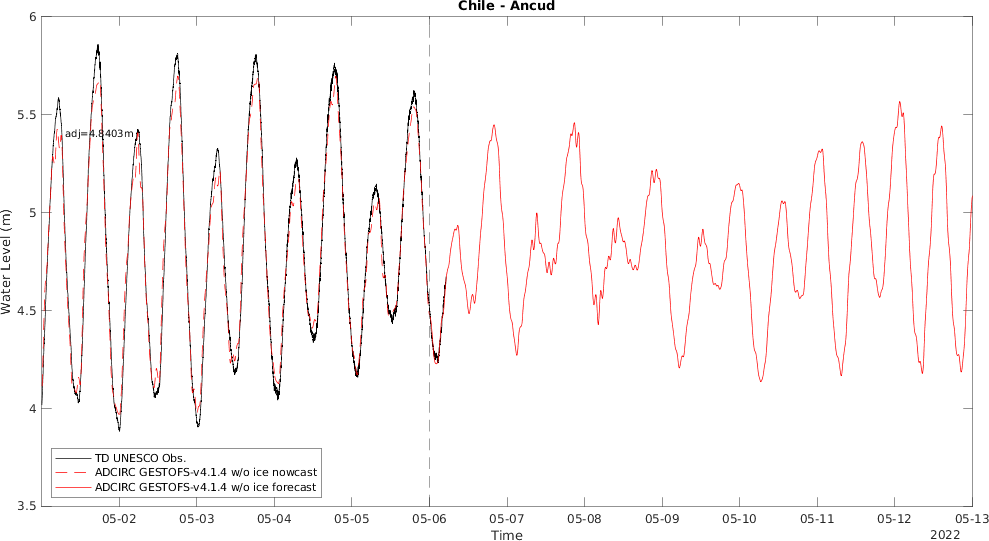 Chile - Ancud
6
5.5
5
4.5
4
3.5
Water Level (m)
adj=4.8403m
TD UNESCO Obs.
ADCIRC GESTOFS-v4.1.4 w/o ice nowcast
ADCIRC GESTOFS-v4.1.4 w/o ice forecast
05-02 05-03 05-04 05-05 05-06 05-07 05-08 05-09 05-10 05-11 05-12 05-13
Time
2022